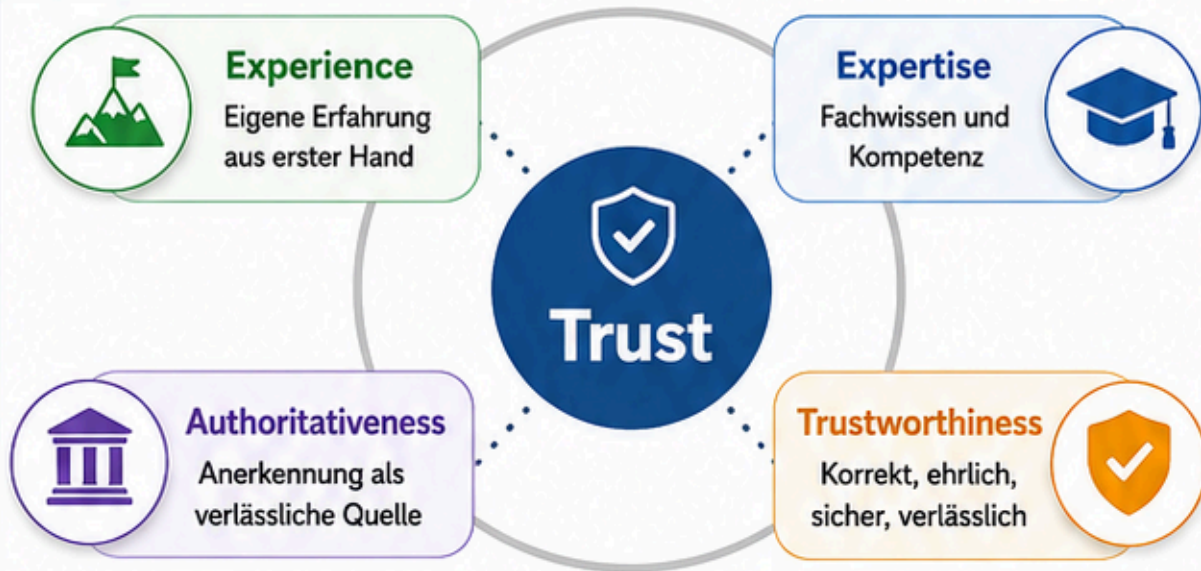 Experience
Eigene Erfahrung
aus erster Hand
Expertise
Fachwissen und
Kompetenz
Trust
Authoritativeness
Anerkennung als
verlässliche Quelle
Trustworthiness
Korrekt, ehrlich,
sicher, verlässlich